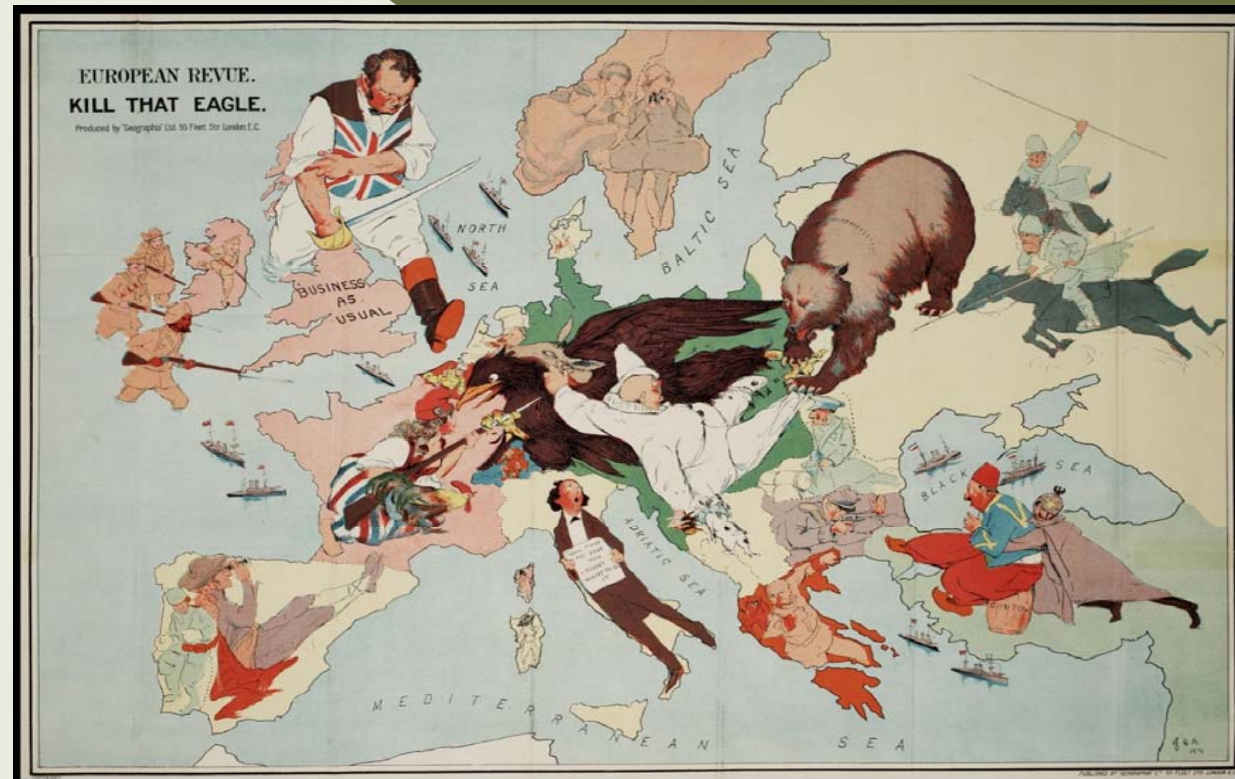 EUROPEAN REVUE.
KILL THAT EAGLE.
Produced by "Geographia" Ltd. 55 Fleet Str London E.C.
NORTH
SEA
BALTIC SEA
BUSINESS
AS
USUAL
BLACK SEA
ADRIATIC SEA
MEDITERRANEAN SEA